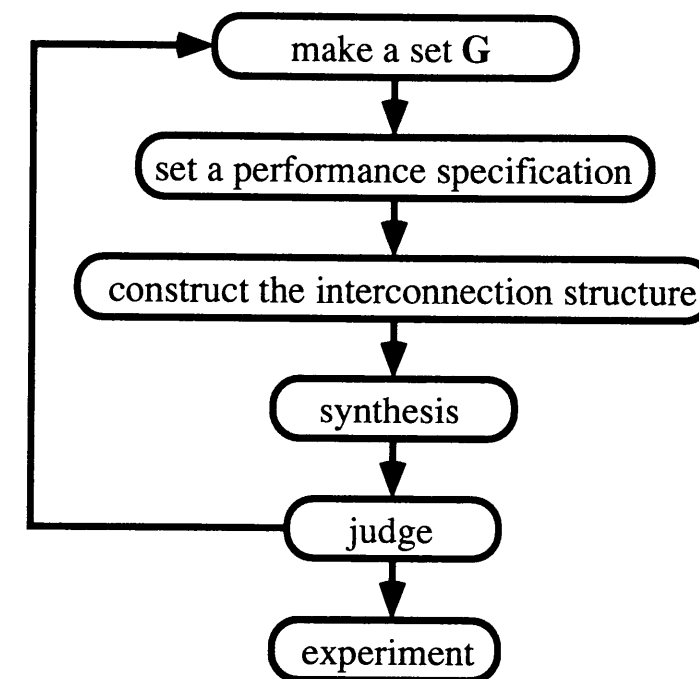 make a set G
set a performance specification
construct the interconnection structure
synthesis
judge
experiment